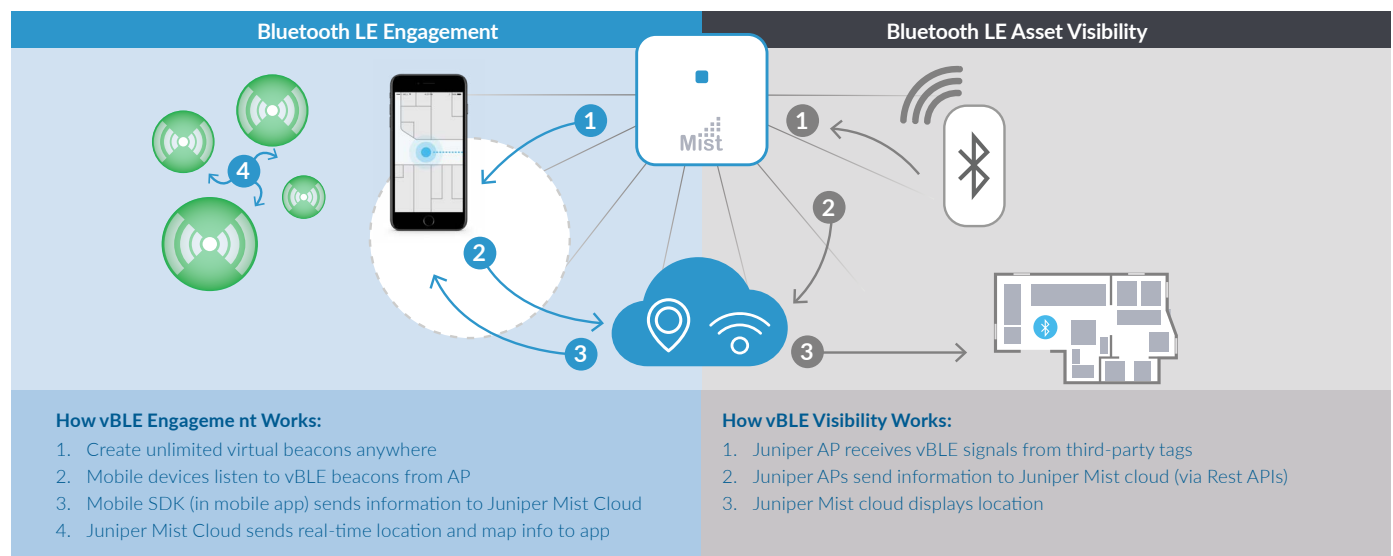 Bluetooth LE Engagement
Bluetooth LE Asset Visibility
Mist
1
1
4
2
2
3
3
How vBLE Engageme nt Works:
1. Create unlimited virtual beacons anywhere
2. Mobile devices listen to vBLE beacons from AP
3. Mobile SDK (in mobile app) sends information to Juniper Mist Cloud
4. Juniper Mist Cloud sends real-time location and map info to app
How vBLE Visibility Works:
1. Juniper AP receives vBLE signals from third-party tags
2. Juniper APs send information to Juniper Mist cloud (via Rest APIs)
3. Juniper Mist cloud displays location